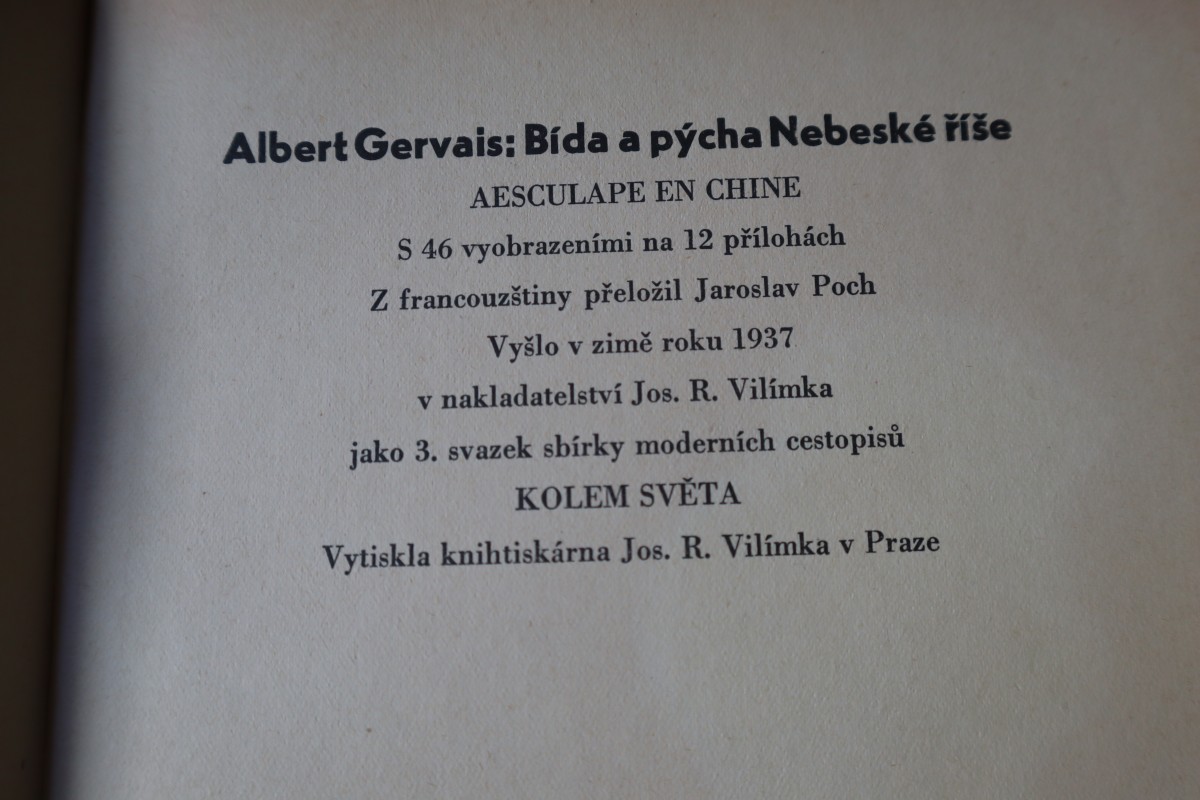 Albert Gervais: Bída a pýcha Nebeské říše
AESCULAPE EN CHINE
S 46 vyobrazeními na 12 přílohách
Z francouzštiny přeložil Jaroslav Poch
Vyšlo v zimě roku 1937
v nakladatelství Jos. R. Vilímka
jako 3. svazek sbírky moderních cestopisů
KOLEM SVĚTA
Vytiskla knihtiskárna Jos. R. Vilímka v Praze